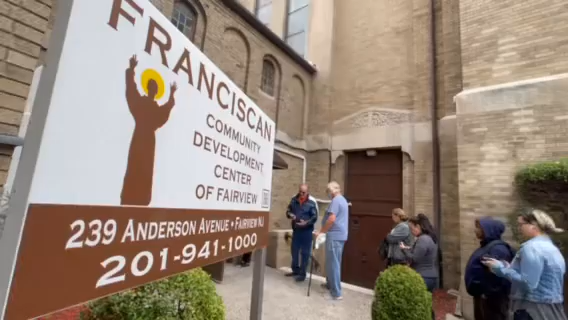 FRANCISCAN
COMMUNITY
DEVELOPMENT
CENTER
OF FAIRVIEW
239 ANDERSON AVENUE • FAIRVIEW NJ
201-941-1000